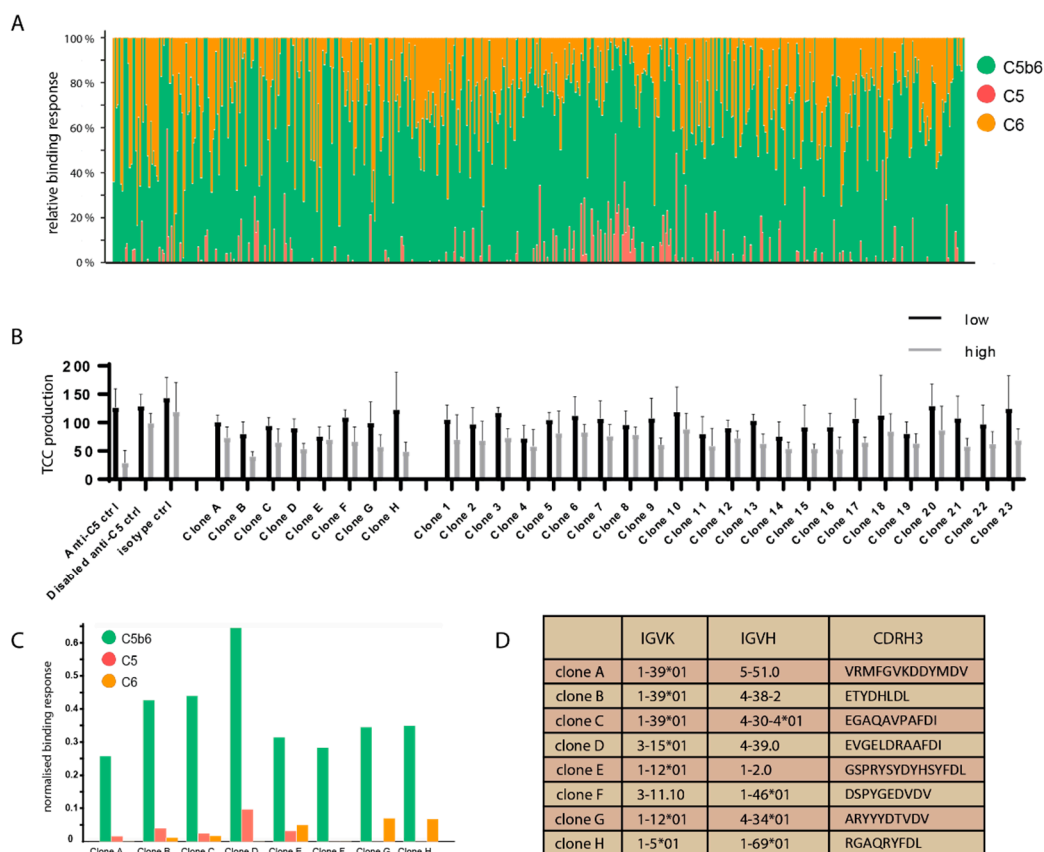 A
100 %
80 %
60 %
40 %
20 %
0 %
relative binding response
C5b6
C5
C6
B
low
high
200
150
100
50
0
TCC production
Anti-C5 ctrl
Disabled anti-C5 ctrl
isotype ctrl
Clone A
Clone B
Clone C
Clone D
Clone E
Clone F
Clone G
Clone H
Clone 1
Clone 2
Clone 3
Clone 4
Clone 5
Clone 6
Clone 7
Clone 8
Clone 9
Clone 10
Clone 11
Clone 12
Clone 13
Clone 14
Clone 15
Clone 16
Clone 17
Clone 18
Clone 19
Clone 20
Clone 21
Clone 22
Clone 23
C
C5b6
C5
C6
0.6
0.5
0.4
0.3
0.2
0.1
0
normalised binding response
Clone A Clone B Clone C Clone D Clone E Clone F Clone G Clone H
D
IGVK IGVH CDRH3
clone A 1-39*01 5-51.0 VRMFGVKDDYMDV
clone B 1-39*01 4-38-2 ETYDHLDL
clone C 1-39*01 4-30-4*01 EGAQAVPAFDI
clone D 3-15*01 4-39.0 EVGELDRAAFDI
clone E 1-12*01 1-2.0 GSPRYSYDYHSYFDL
clone F 3-11.10 1-46*01 DSPYGEDVDV
clone G 1-12*01 4-34*01 ARYYYDTVDV
clone H 1-5*01 1-69*01 RGAQRYFDL